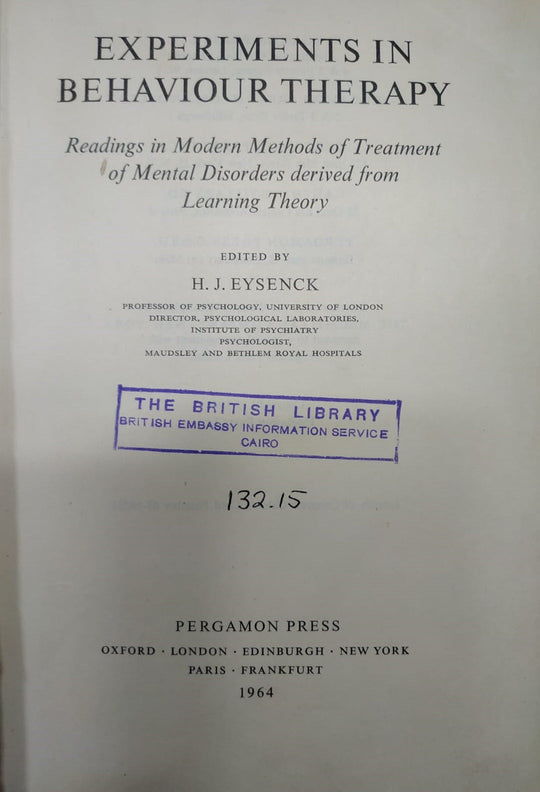 EXPERIMENTS IN
BEHAVIOUR THERAPY
Readings in Modern Methods of Treatment
of Mental Disorders derived from
Learning Theory
EDITED BY
H. J. EYSENCK
PROFESSOR OF PSYCHOLOGY, UNIVERSITY OF LONDON
DIRECTOR, PSYCHOLOGICAL LABORATORIES,
INSTITUTE OF PSYCHIATRY
PSYCHOLOGIST,
MAUDSLEY AND BETHLEM ROYAL HOSPITALS
THE BRITISH LIBRARY
BRITISH EMBASSY INFORMATION SERVICE
CAIRO
132.15
PERGAMON PRESS
OXFORD · LONDON · EDINBURGH · NEW YORK
PARIS · FRANKFURT
1964